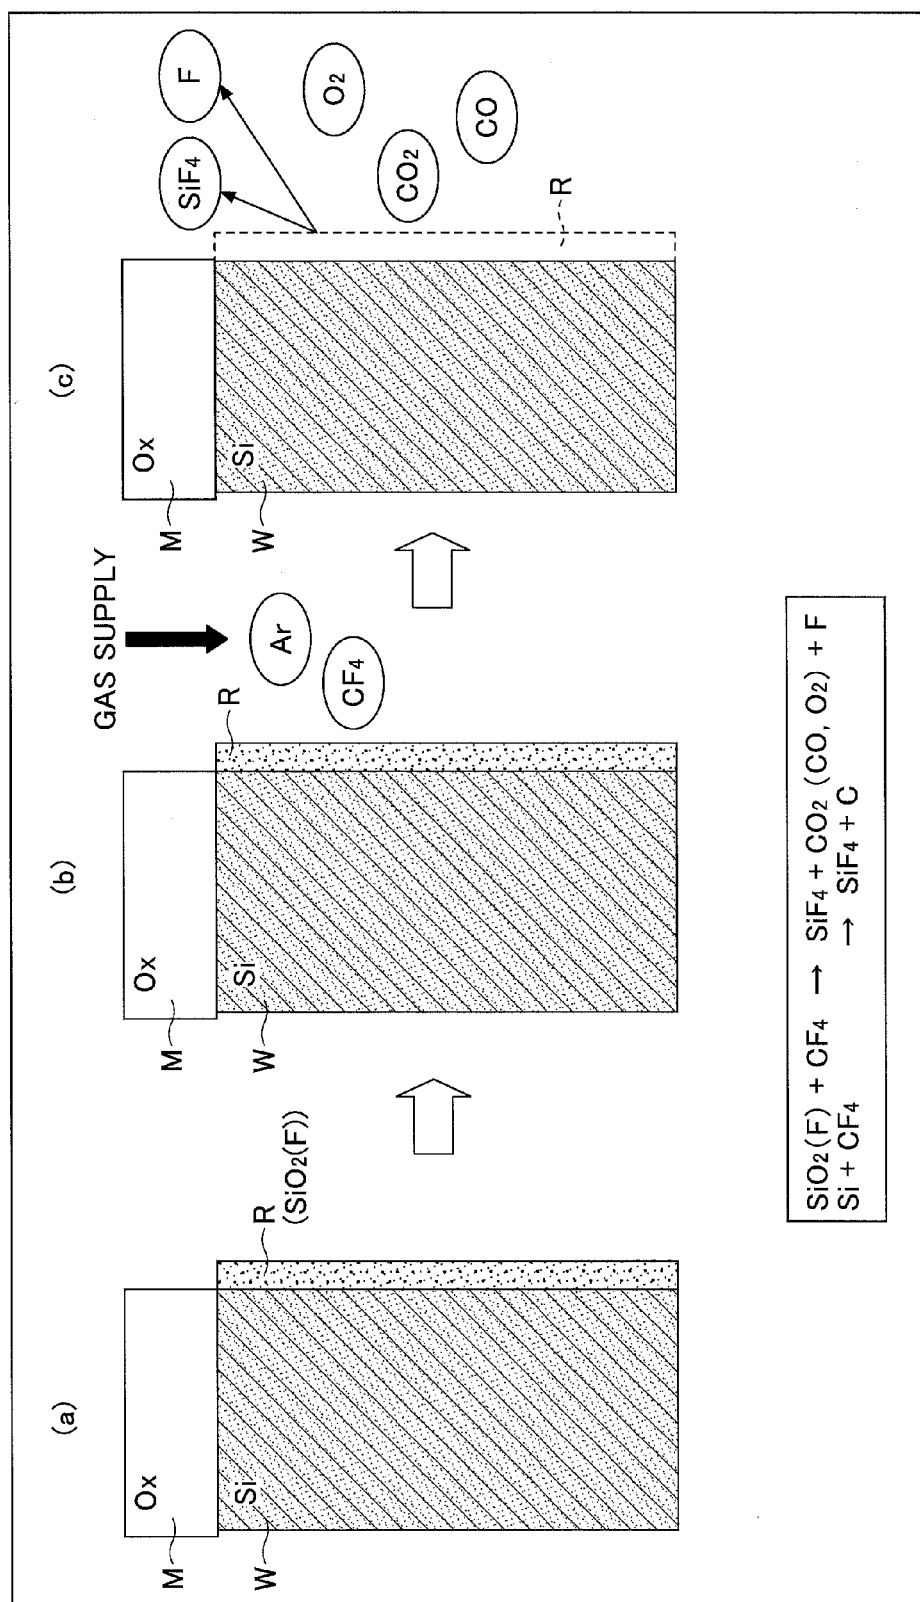 (a)
Ox
M
Si
W
R
(SiO2(F))
(b)
GAS SUPPLY
Ox
M
Si
W
R
Ar
CF4
(c)
Ox
M
Si
W
R
SiF4
F
O2
CO2
CO
SiO2(F) + CF4 → SiF4 + CO2 (CO, O2) + F
Si + CF4 → SiF4 + C